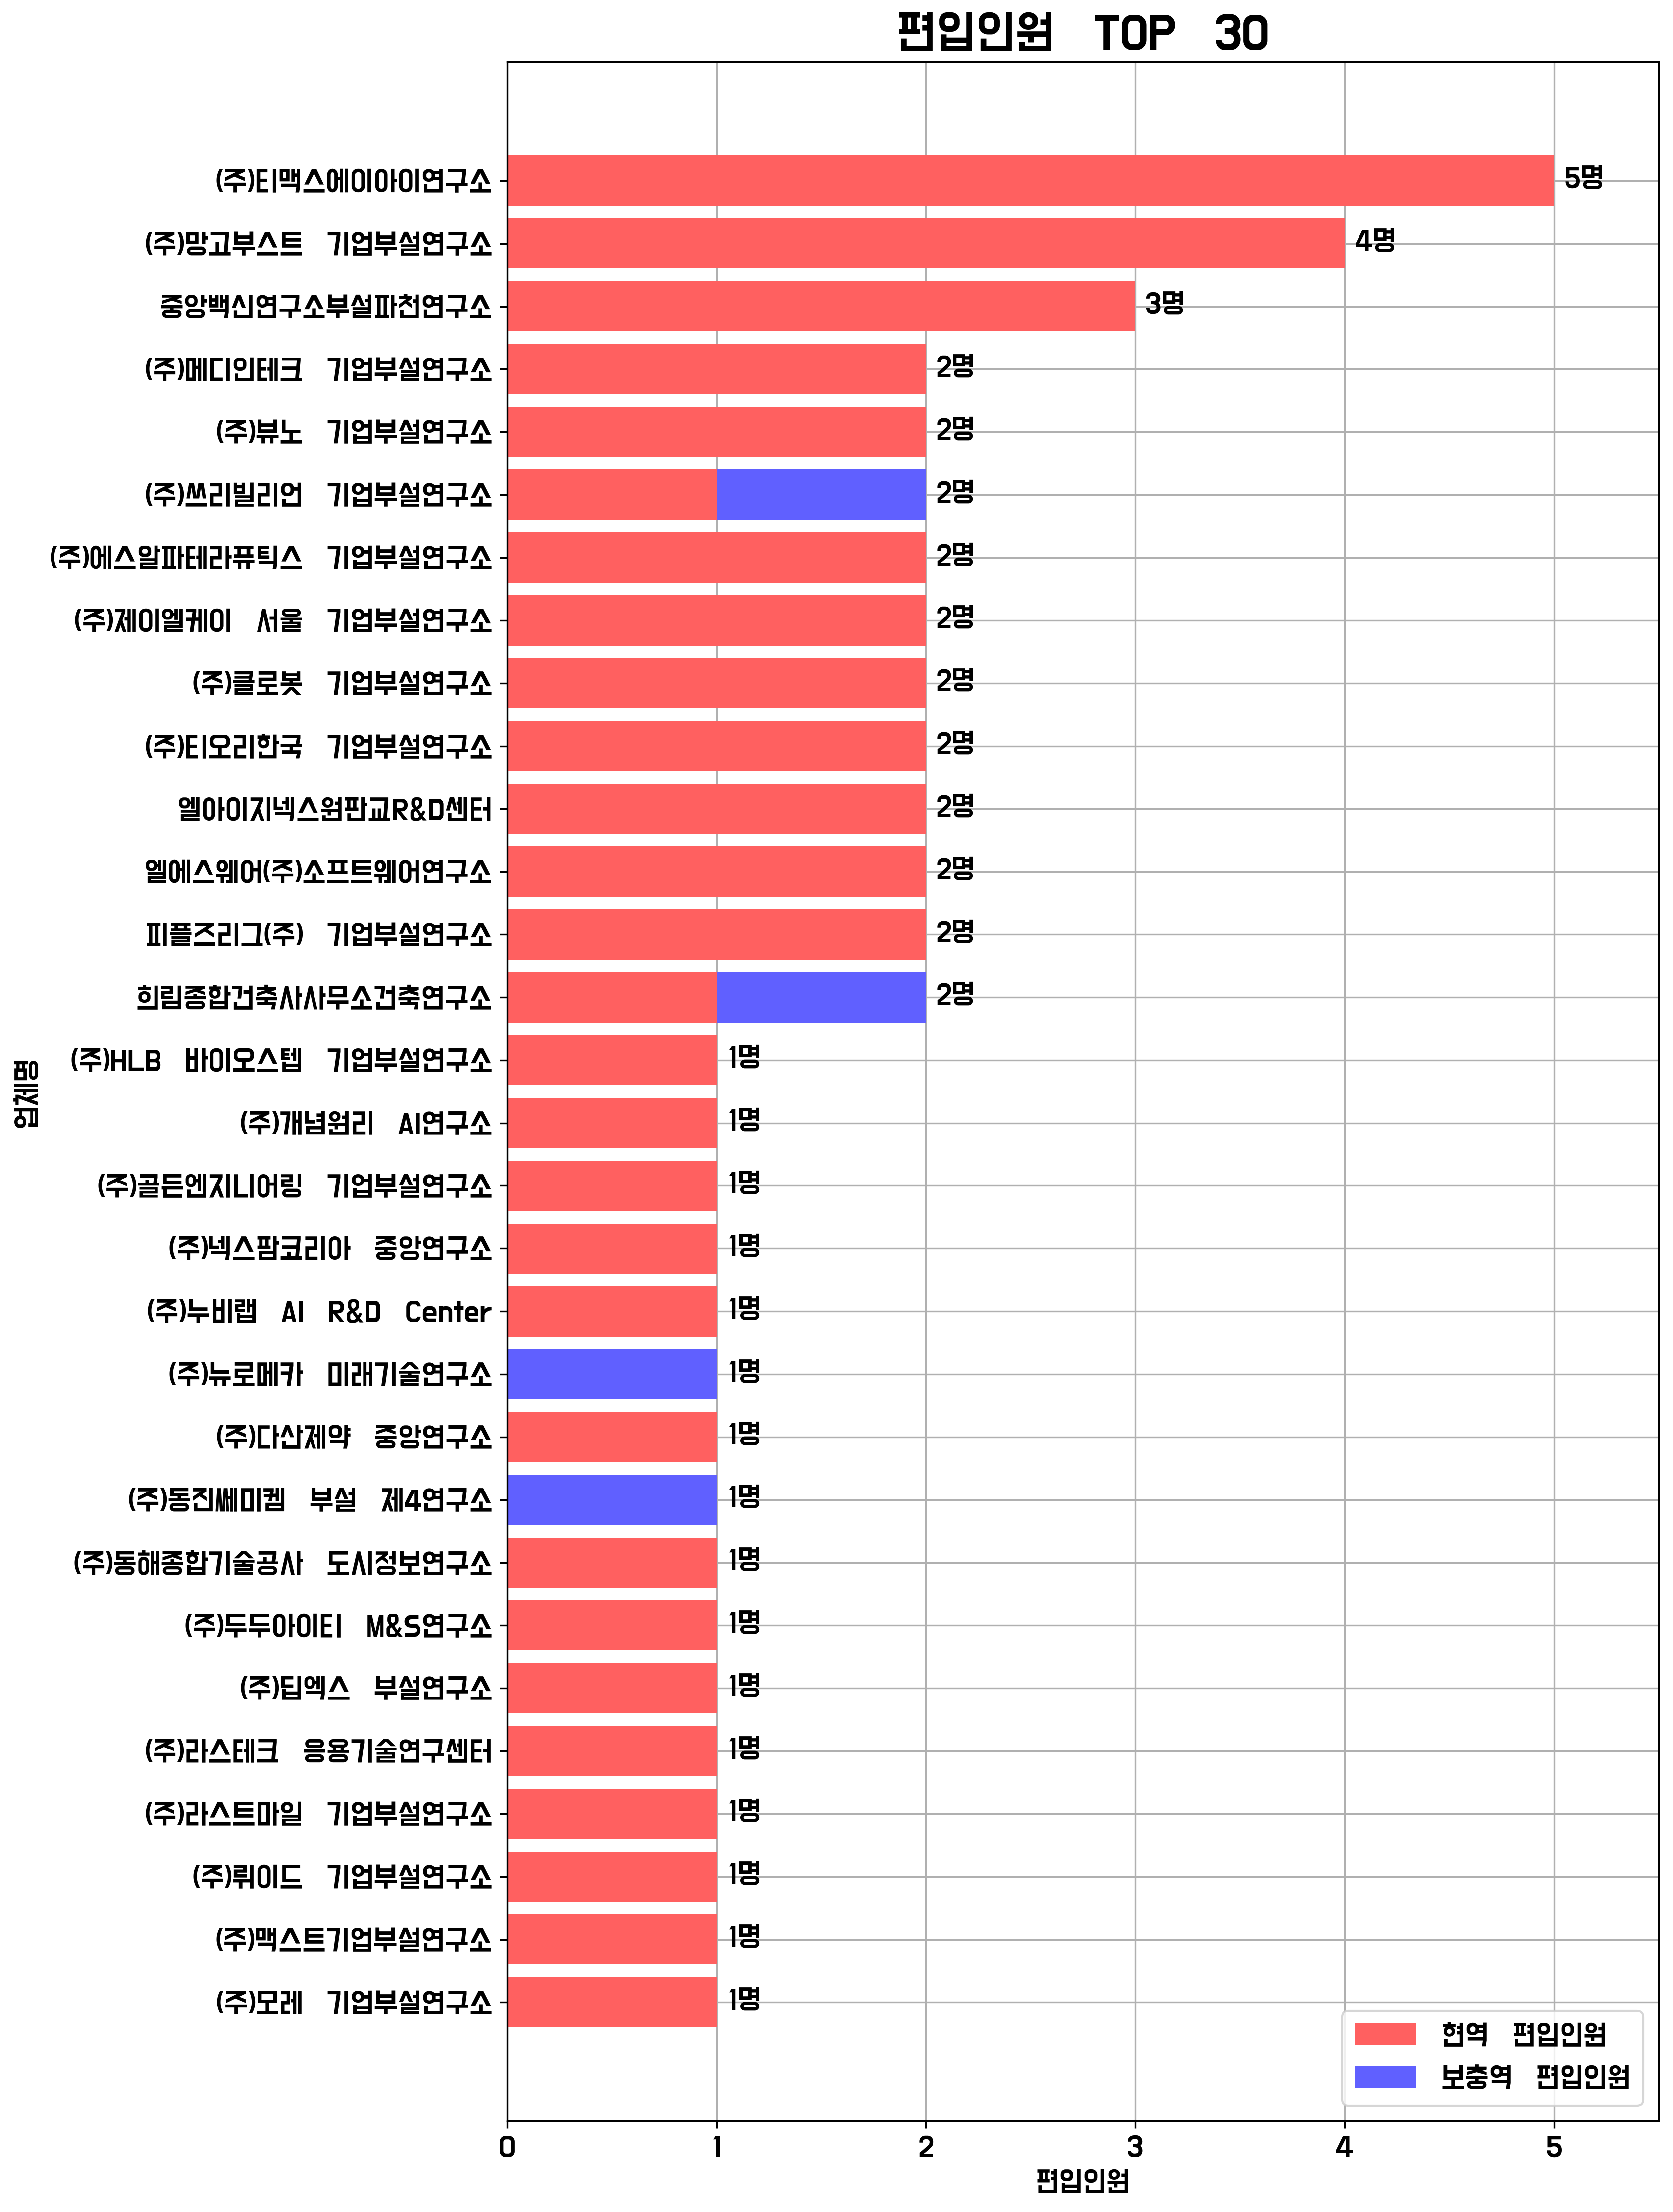 편입인원 TOP 30
(주)티맥스에이아이연구소 5명
(주)망고부스트 기업부설연구소 4명
중앙백신연구소부설파천연구소 3명
(주)메디인테크 기업부설연구소 2명
(주)뷰노 기업부설연구소 2명
(주)쓰리빌리언 기업부설연구소 2명
(주)에스알파테라퓨틱스 기업부설연구소 2명
(주)제이엘케이 서울 기업부설연구소 2명
(주)클로봇 기업부설연구소 2명
(주)티오리한국 기업부설연구소 2명
엘아이지넥스원판교R&D센터 2명
엘에스웨어(주)소프트웨어연구소 2명
피플즈리그(주) 기업부설연구소 2명
희림종합건축사사무소건축연구소 2명
(주)HLB 바이오스텝 기업부설연구소 1명
(주)개념원리 AI연구소 1명
(주)골든엔지니어링 기업부설연구소 1명
(주)넥스팜코리아 중앙연구소 1명
(주)누비랩 AI R&D Center 1명
(주)뉴로메카 미래기술연구소 1명
(주)다산제약 중앙연구소 1명
(주)동진쎄미켐 부설 제4연구소 1명
(주)동해종합기술공사 도시정보연구소 1명
(주)두두아이티 M&S연구소 1명
(주)딥엑스 부설연구소 1명
(주)라스테크 응용기술연구센터 1명
(주)라스트마일 기업부설연구소 1명
(주)뤼이드 기업부설연구소 1명
(주)맥스트기업부설연구소 1명
(주)모레 기업부설연구소 1명
업체명
현역 편입인원
보충역 편입인원
0 1 2 3 4 5
편입인원